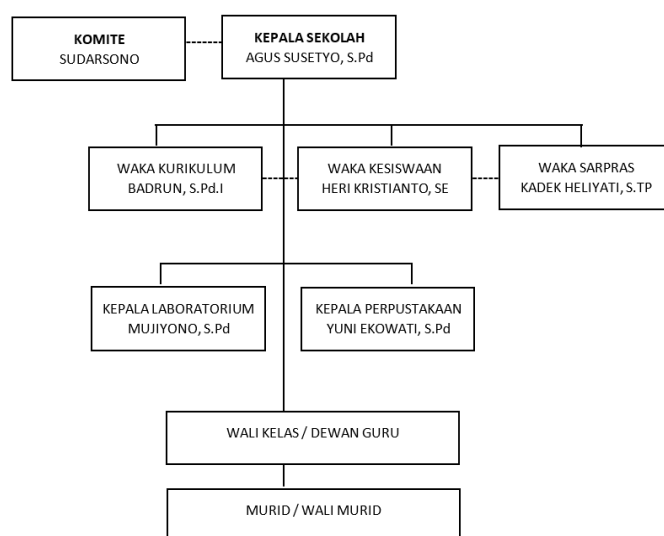 KOMITE
SUDARSONO
KEPALA SEKOLAH
AGUS SUSETYO, S.Pd
WAKA KURIKULUM
BADRUN, S.Pd.I
WAKA KESISWAAN
HERI KRISTIANTO, SE
WAKA SARPRAS
KADEK HELIYATI, S.TP
KEPALA LABORATORIUM
MUJIYONO, S.Pd
KEPALA PERPUSTAKAAN
YUNI EKOWATI, S.Pd
WALI KELAS / DEWAN GURU
MURID / WALI MURID